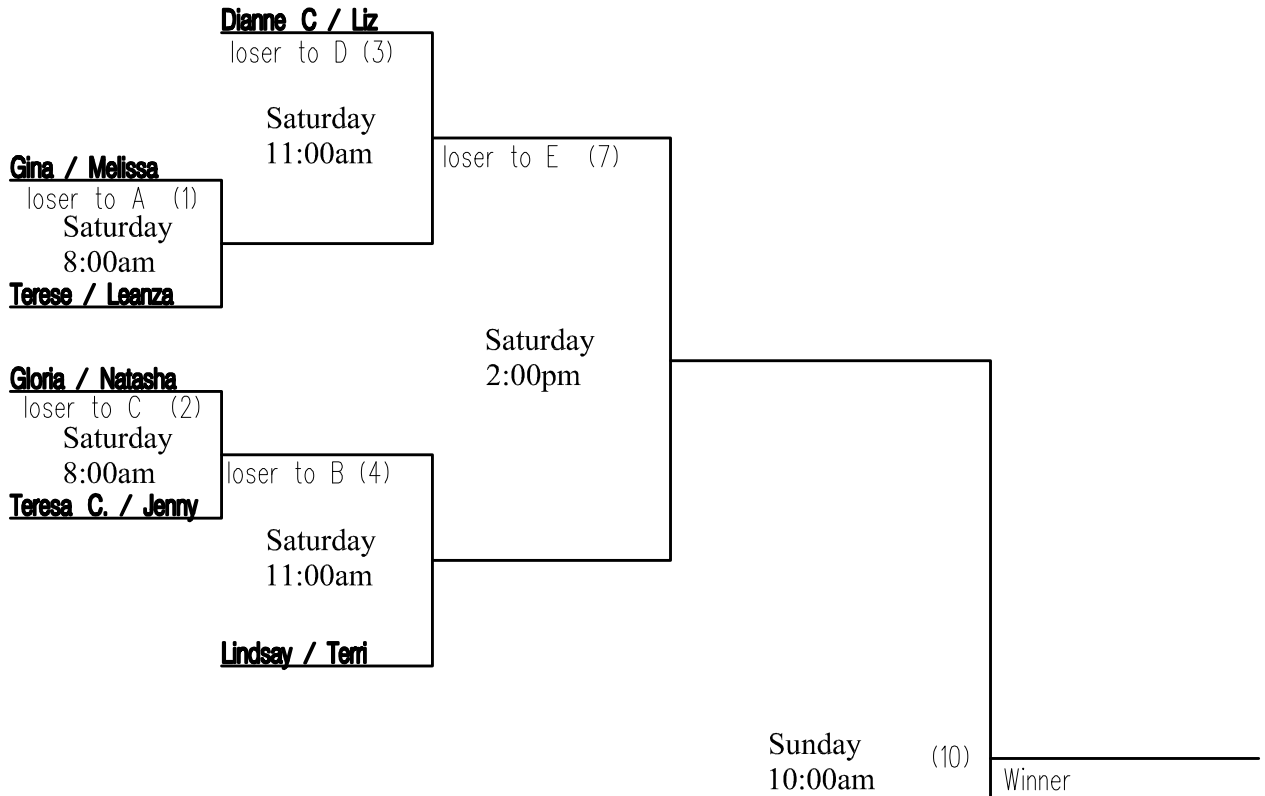 Dianne C / Liz
loser to D (3)
Saturday
11:00am
loser to E (7)
Gina / Melissa
loser to A (1)
Saturday
8:00am
Terese / Leanza
Saturday
2:00pm
Gloria / Natasha
loser to C (2)
Saturday
8:00am
Teresa C. / Jenny
loser to B (4)
Saturday
11:00am
Lindsay / Terri
Sunday
10:00am
(10)
Winner